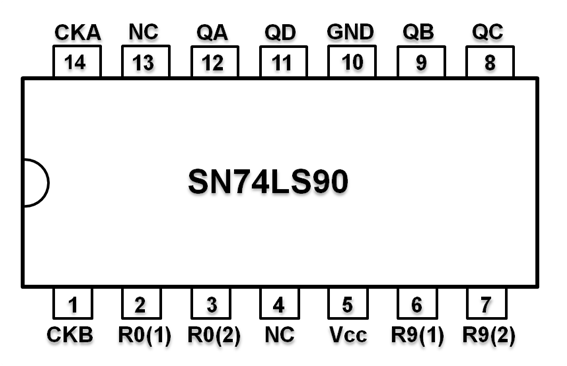 CKA NC QA QD GND QB QC
14 13 12 11 10 9 8
SN74LS90
1 2 3 4 5 6 7
CKB R0(1) R0(2) NC Vcc R9(1) R9(2)